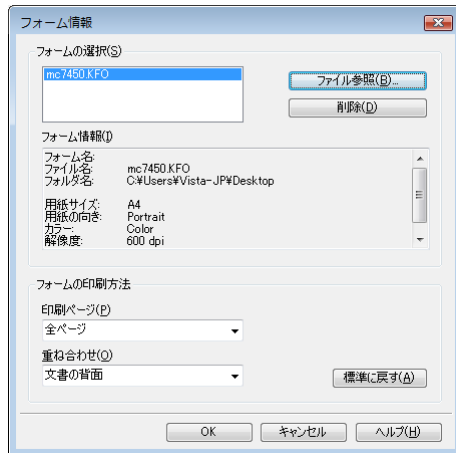 フォーム情報
フォームの選択(S)
mc7450.KFO
ファイル参照(B)...
削除(D)
フォーム情報(I)
フォーム名:
ファイル名: mc7450.KFO
フォルダ名: C:¥Users¥Vista-JP¥Desktop
用紙サイズ: A4
用紙の向き: Portrait
カラー: Color
解像度: 600 dpi
フォームの印刷方法
印刷ページ(P)
全ページ
重ね合わせ(O)
文書の背面
標準に戻す(A)
OK
キャンセル
ヘルプ(H)